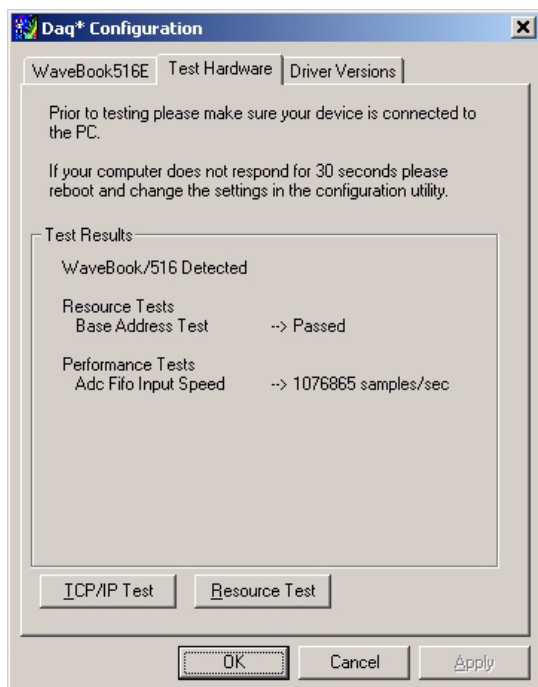 Daq* Configuration
WaveBook516E
Test Hardware
Driver Versions
Prior to testing please make sure your device is connected to
the PC.
If your computer does not respond for 30 seconds please
reboot and change the settings in the configuration utility.
Test Results
WaveBook/516 Detected
Resource Tests
Base Address Test --> Passed
Performance Tests
Adc Fifo Input Speed --> 1076865 samples/sec
TCP/IP Test
Resource Test
OK
Cancel
Apply